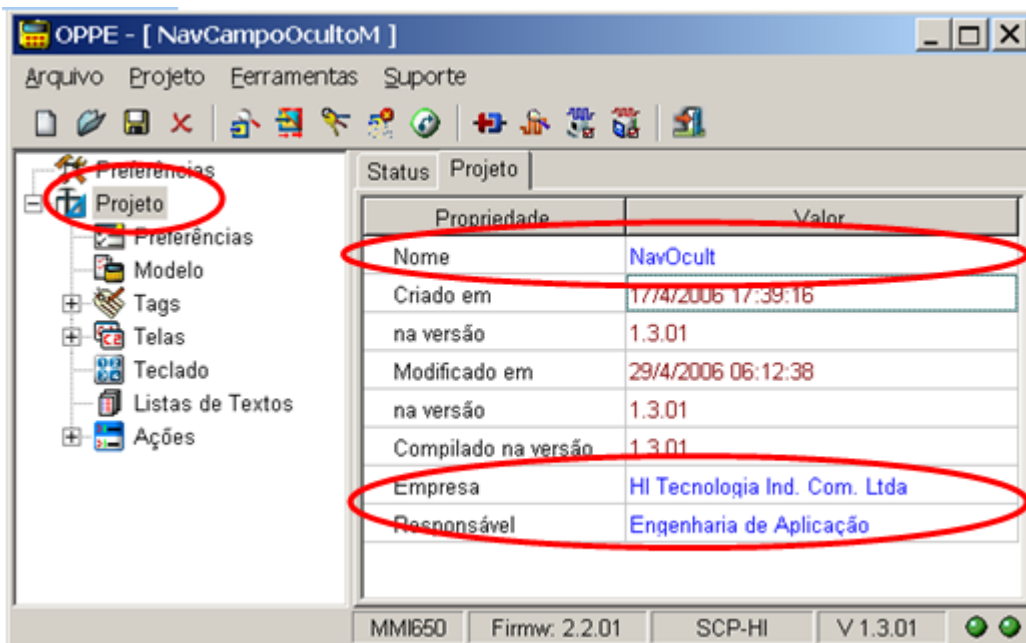 OPPE - [ NavCampoOcultoM ]
Arquivo Projeto Ferramentas Suporte
Preferências
Projeto
Preferências
Modelo
Tags
Telas
Teclado
Listas de Textos
Ações
Status Projeto
Propriedade Valor
Nome NavOcult
Criado em 17/4/2006 17:39:16
na versão 1.3.01
Modificado em 29/4/2006 06:12:38
na versão 1.3.01
Compilado na versão 1.3.01
Empresa HI Tecnologia Ind. Com. Ltda
Responsável Engenharia de Aplicação
MMI650 Firmw: 2.2.01 SCP-HI V 1.3.01